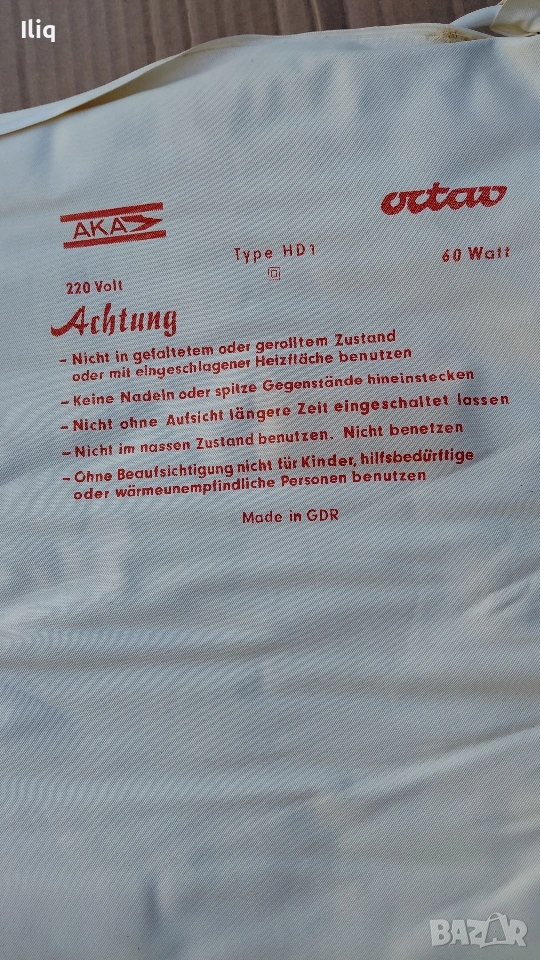 Iliq
AKA
octav
Type HD1
60 Watt
220 Volt
Achtung
- Nicht in gefaltetem oder gerolltem Zustand
oder mit eingeschlagener Heizfläche benutzen
- Keine Nadeln oder spitze Gegenstände hineinstecken
- Nicht ohne Aufsicht längere Zeit eingeschaltet lassen
- Nicht im nassen Zustand benutzen. Nicht benetzen
- Ohne Beaufsichtigung nicht für Kinder, hilfsbedürftige
oder wärmeunempfindliche Personen benutzen
Made in GDR
BAZAR